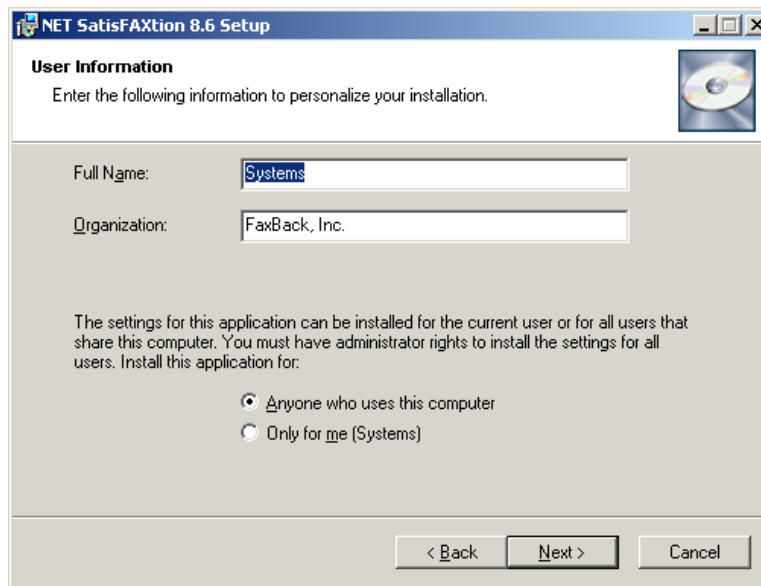 NET SatisFAXtion 8.6 Setup
User Information
Enter the following information to personalize your installation.
Full Name:
Systems
Organization:
FaxBack, Inc.
The settings for this application can be installed for the current user or for all users that
share this computer. You must have administrator rights to install the settings for all
users. Install this application for:
Anyone who uses this computer
Only for me (Systems)
< Back
Next >
Cancel